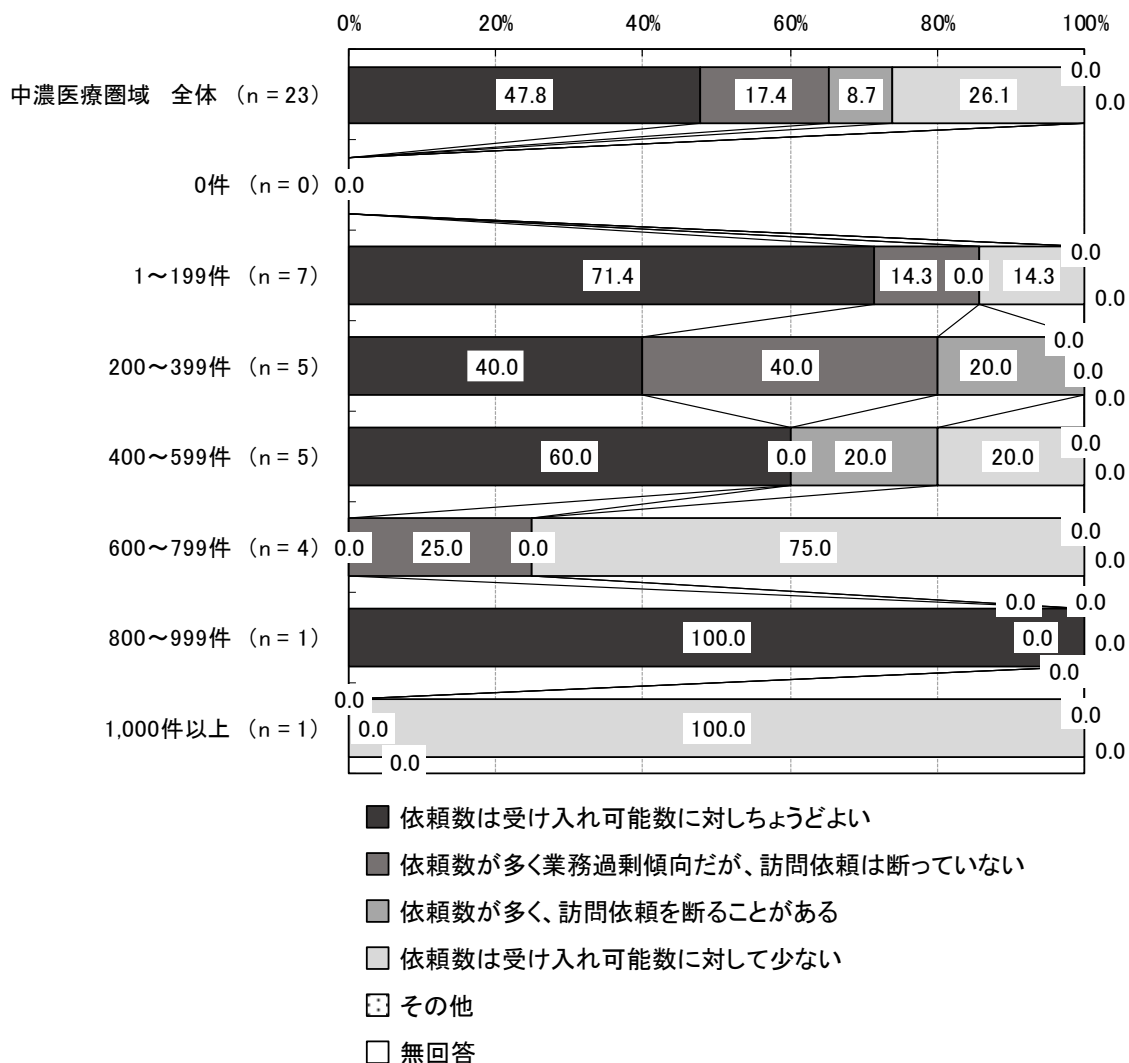 0% 20% 40% 60% 80% 100%
中濃医療圏域　全体 （n = 23） 47.8 17.4 8.7 26.1 0.0 0.0
0件 （n = 0） 0.0
1～199件 （n = 7） 71.4 14.3 0.0 14.3 0.0 0.0
200～399件 （n = 5） 40.0 40.0 20.0 0.0 0.0 0.0
400～599件 （n = 5） 60.0 0.0 20.0 20.0 0.0 0.0
600～799件 （n = 4） 0.0 25.0 0.0 75.0 0.0 0.0
800～999件 （n = 1） 100.0 0.0 0.0 0.0 0.0 0.0
1,000件以上 （n = 1） 0.0 0.0 0.0 100.0 0.0 0.0
依頼数は受け入れ可能数に対しちょうどよい
依頼数が多く業務過剰傾向だが、訪問依頼は断っていない
依頼数が多く、訪問依頼を断ることがある
依頼数は受け入れ可能数に対して少ない
その他
無回答